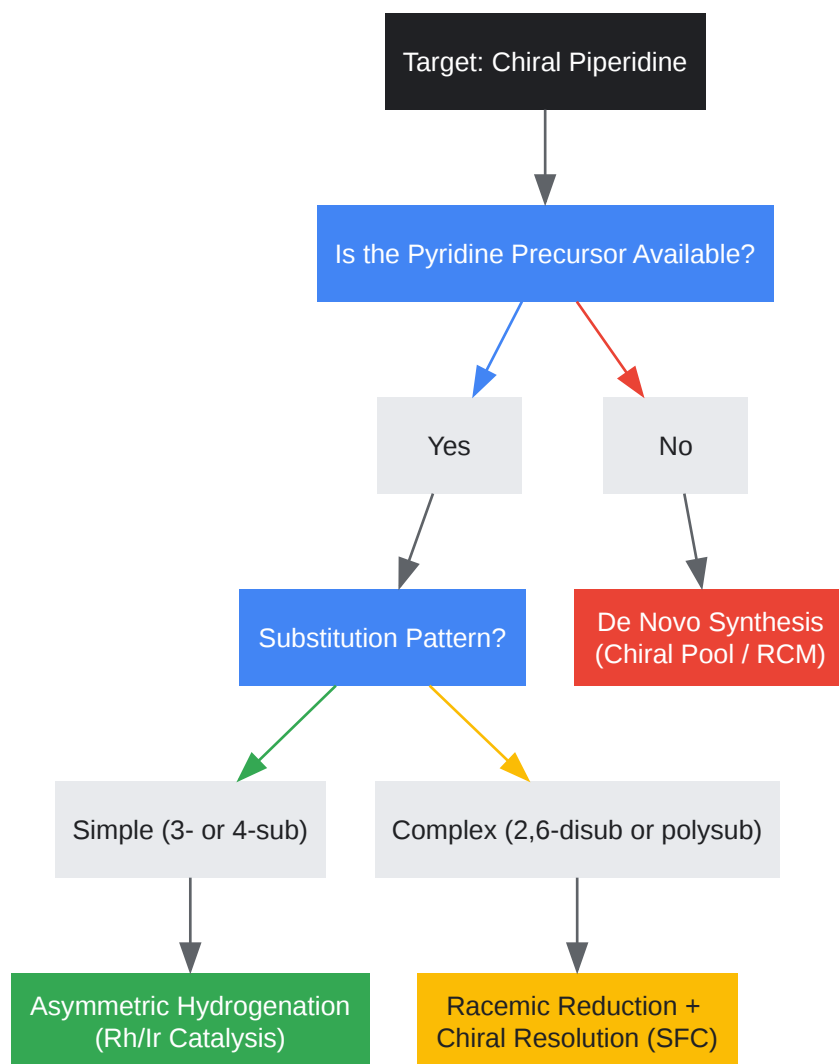 Target: Chiral Piperidine
Is the Pyridine Precursor Available?
Yes
No
Substitution Pattern?
De Novo Synthesis
(Chiral Pool / RCM)
Simple (3- or 4-sub)
Complex (2,6-disub or polysub)
Asymmetric Hydrogenation
(Rh/Ir Catalysis)
Racemic Reduction +
Chiral Resolution (SFC)